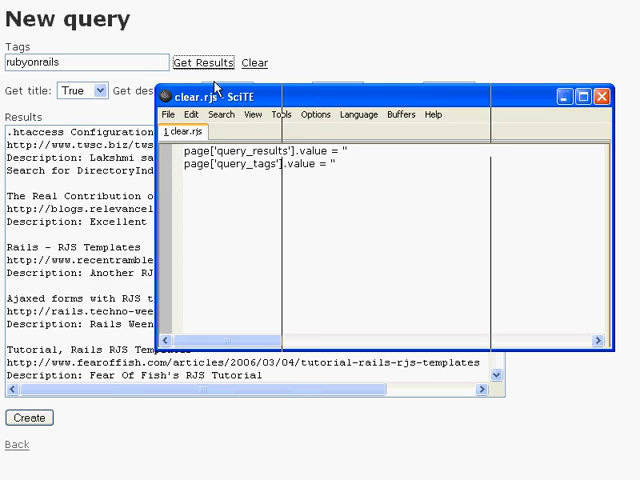 New query
Tags
rubyonrails Get Results Clear
Get title: True Get des
clear.rjs - SciTE
File Edit Search View Tools Options Language Buffers Help
1 clear.rjs
page['query_results'].value = ''
page['query_tags'].value = ''
Results
.htaccess Configuration
http://www.twsc.biz/tws
Description: Lakshmi sa
Search for DirectoryInd
The Real Contribution o
http://blogs.relevancel
Description: Excellent
Rails - RJS Templates
http://www.recentramble
Description: Another RJ
Ajaxed forms with RJS t
http://rails.techno-wee
Description: Rails Ween
Tutorial, Rails RJS Tem
http://www.fearoffish.com/articles/2006/03/04/tutorial-rails-rjs-templates
Description: Fear Of Fish's RJS Tutorial
Create
Back